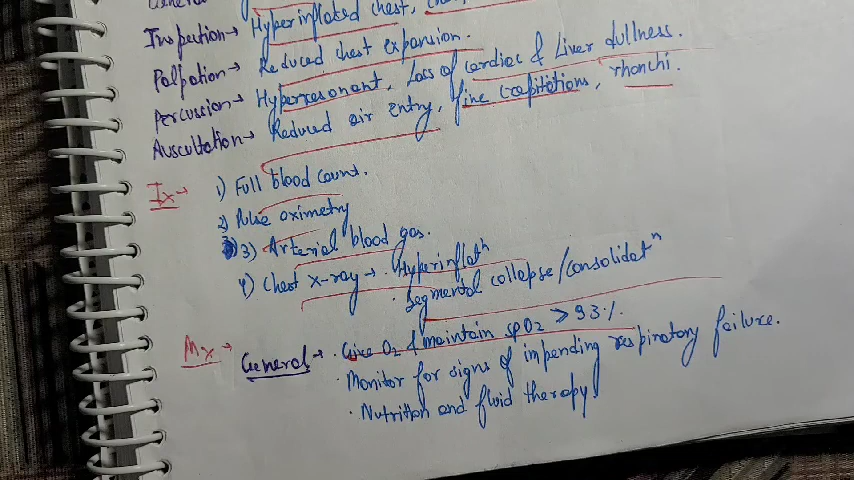 General
Inspection→ Hyperinflated chest,
Palpation→ Reduced chest expansion.
Percussion→ Hyperresonant, Loss of cardiac & Liver dullness.
Auscultation→ Reduced air entry, fine crepitations, rhonchi.
Ix→ 1) Full blood count.
2) Pulse oximetry
3) Arterial blood gas.
4) Chest x-ray→ · Hyperinflatⁿ
· Segmental collapse/consolidatⁿ
Mx→ General→ · Give O2 & maintain spO2 ≥ 93%.
· Monitor for signs of impending respiratory failure.
· Nutrition and fluid therapy.